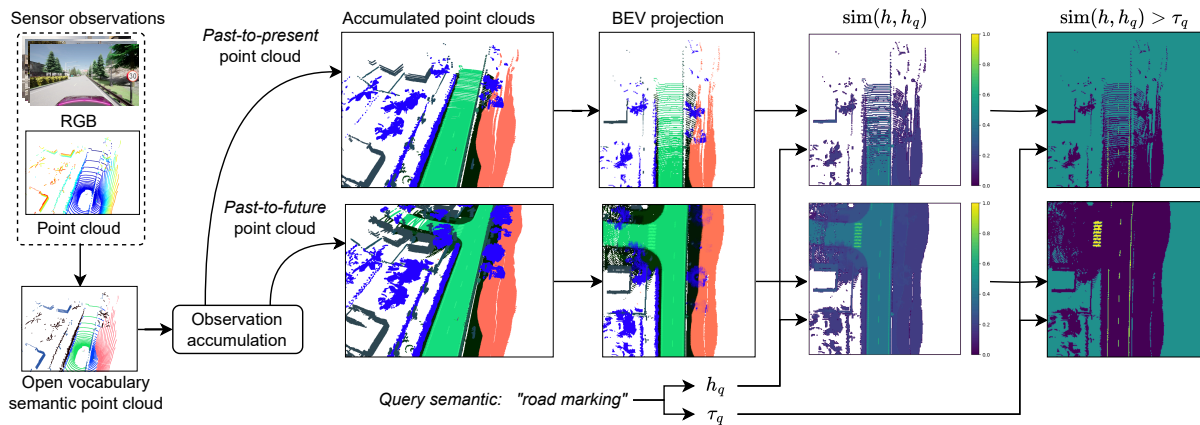 Sensor observations
RGB
Point cloud
Open vocabulary
semantic point cloud
Observation
accumulation
Past-to-present
point cloud
Past-to-future
point cloud
Accumulated point clouds
BEV projection
sim(h, h_q)
1.0
0.8
0.6
0.4
0.2
0.0
1.0
0.8
0.6
0.4
0.2
0.0
sim(h, h_q) > τ_q
30
Query semantic: "road marking"
h_q
τ_q